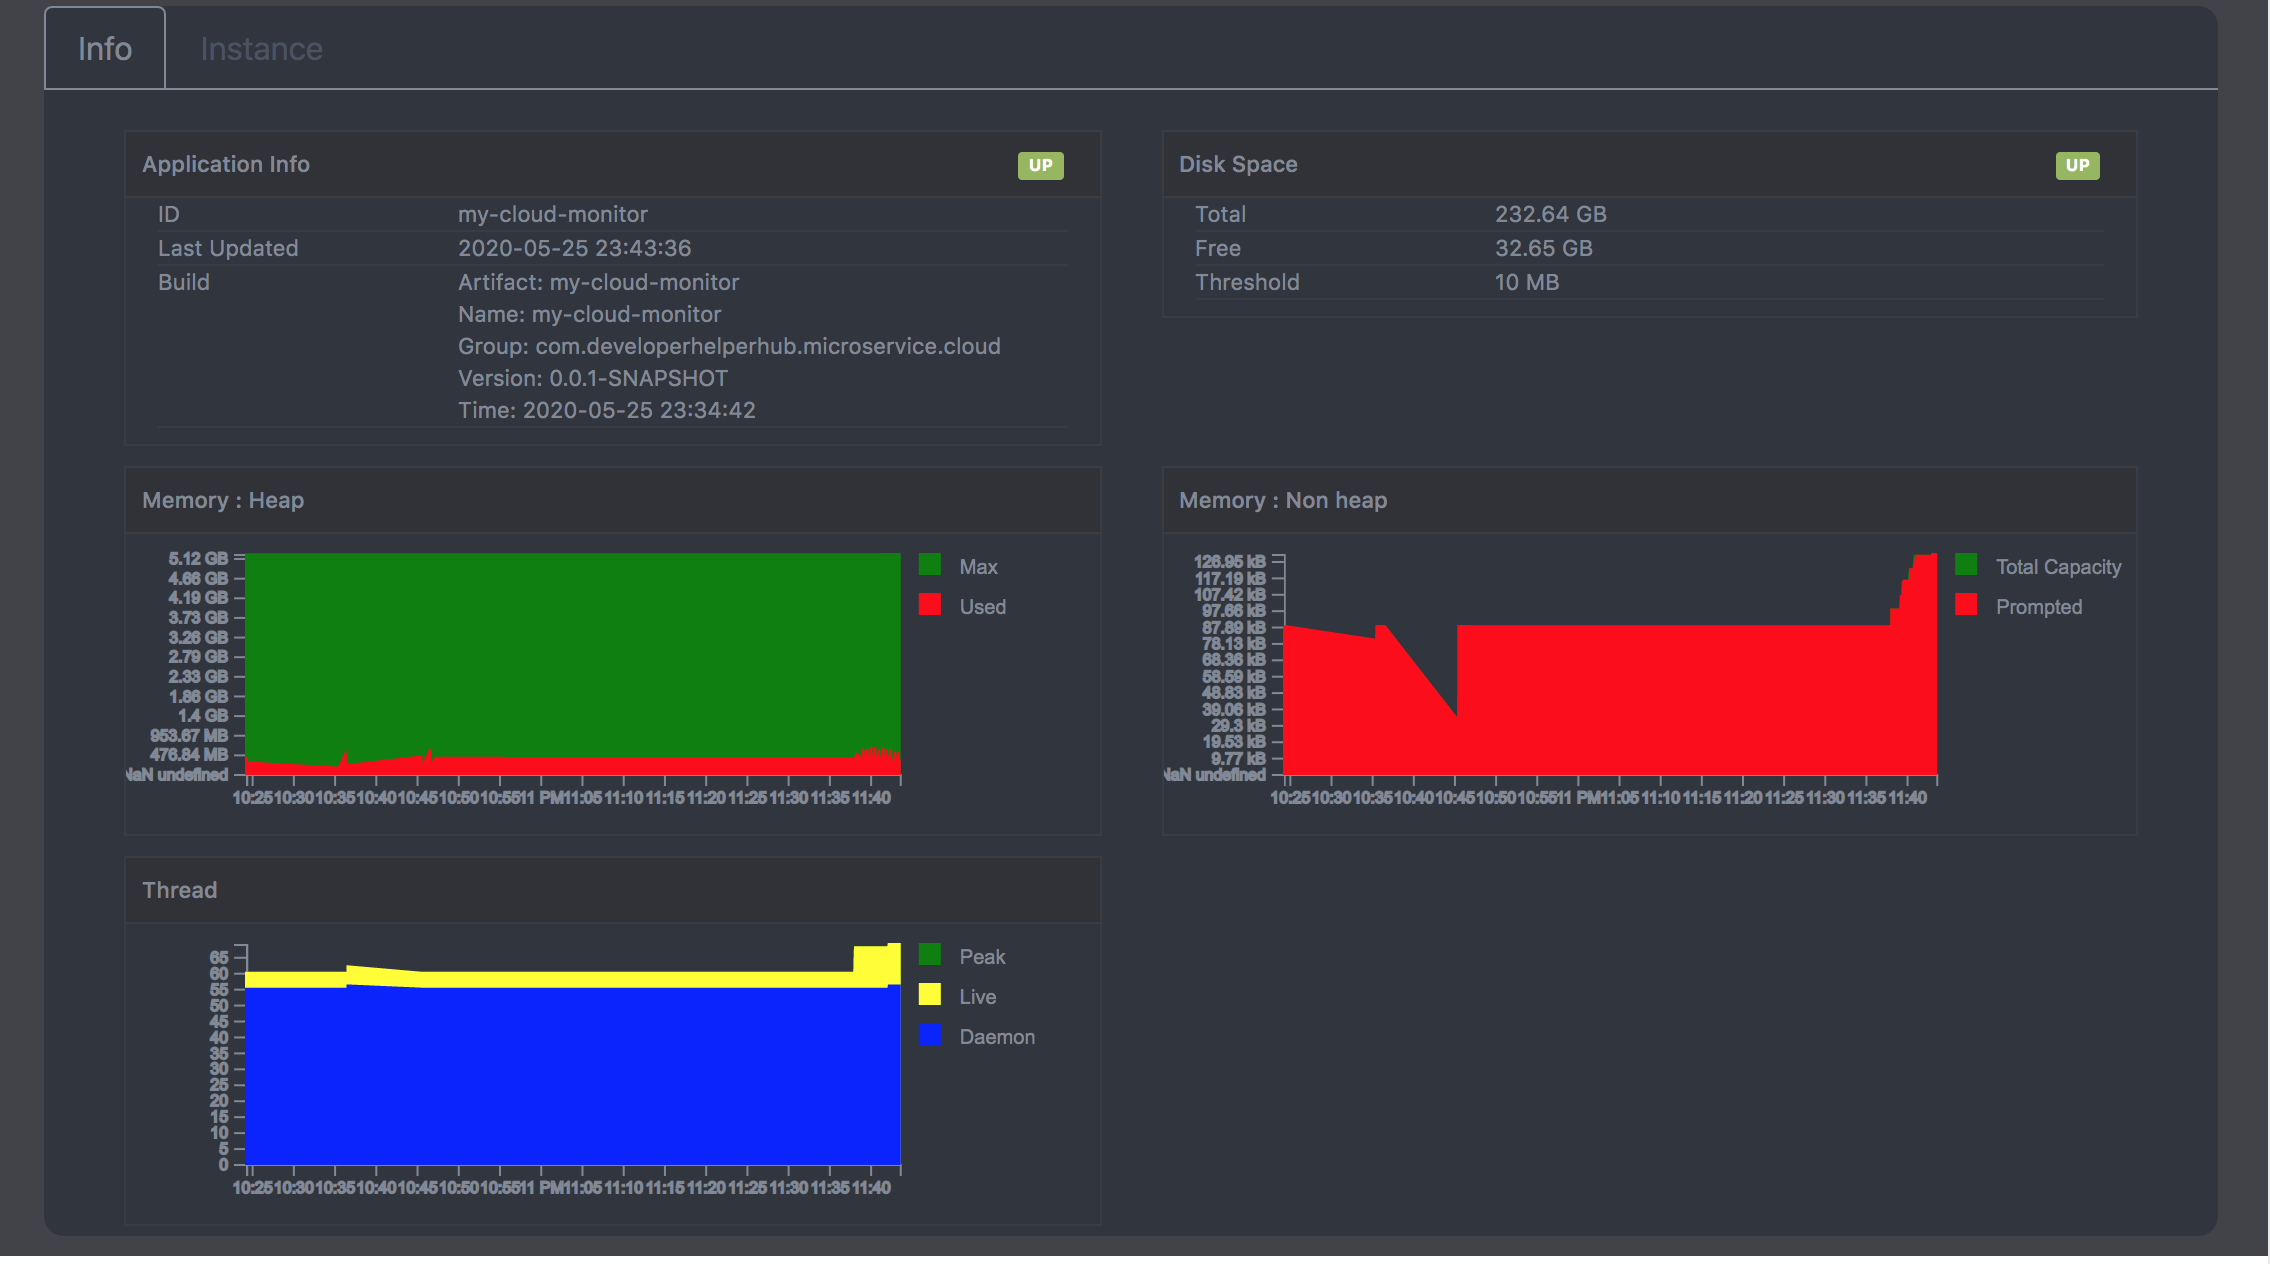 Info Instance
Application Info UP
ID my-cloud-monitor
Last Updated 2020-05-25 23:43:36
Build Artifact: my-cloud-monitor
Name: my-cloud-monitor
Group: com.developerhelperhub.microservice.cloud
Version: 0.0.1-SNAPSHOT
Time: 2020-05-25 23:34:42
Disk Space UP
Total 232.64 GB
Free 32.65 GB
Threshold 10 MB
Memory : Heap
5.12 GB
4.66 GB
4.19 GB
3.73 GB
3.26 GB
2.79 GB
2.33 GB
1.86 GB
1.4 GB
953.67 MB
476.84 MB
NaN undefined
10:25 10:30 10:35 10:40 10:45 10:50 10:55 11 PM 11:05 11:10 11:15 11:20 11:25 11:30 11:35 11:40
Max
Used
Memory : Non heap
126.95 kB
117.19 kB
107.42 kB
97.66 kB
87.89 kB
78.13 kB
68.36 kB
58.59 kB
48.83 kB
39.06 kB
29.3 kB
19.53 kB
9.77 kB
NaN undefined
10:25 10:30 10:35 10:40 10:45 10:50 10:55 11 PM 11:05 11:10 11:15 11:20 11:25 11:30 11:35 11:40
Total Capacity
Prompted
Thread
65
60
55
50
45
40
35
30
25
20
15
10
5
0
10:25 10:30 10:35 10:40 10:45 10:50 10:55 11 PM 11:05 11:10 11:15 11:20 11:25 11:30 11:35 11:40
Peak
Live
Daemon